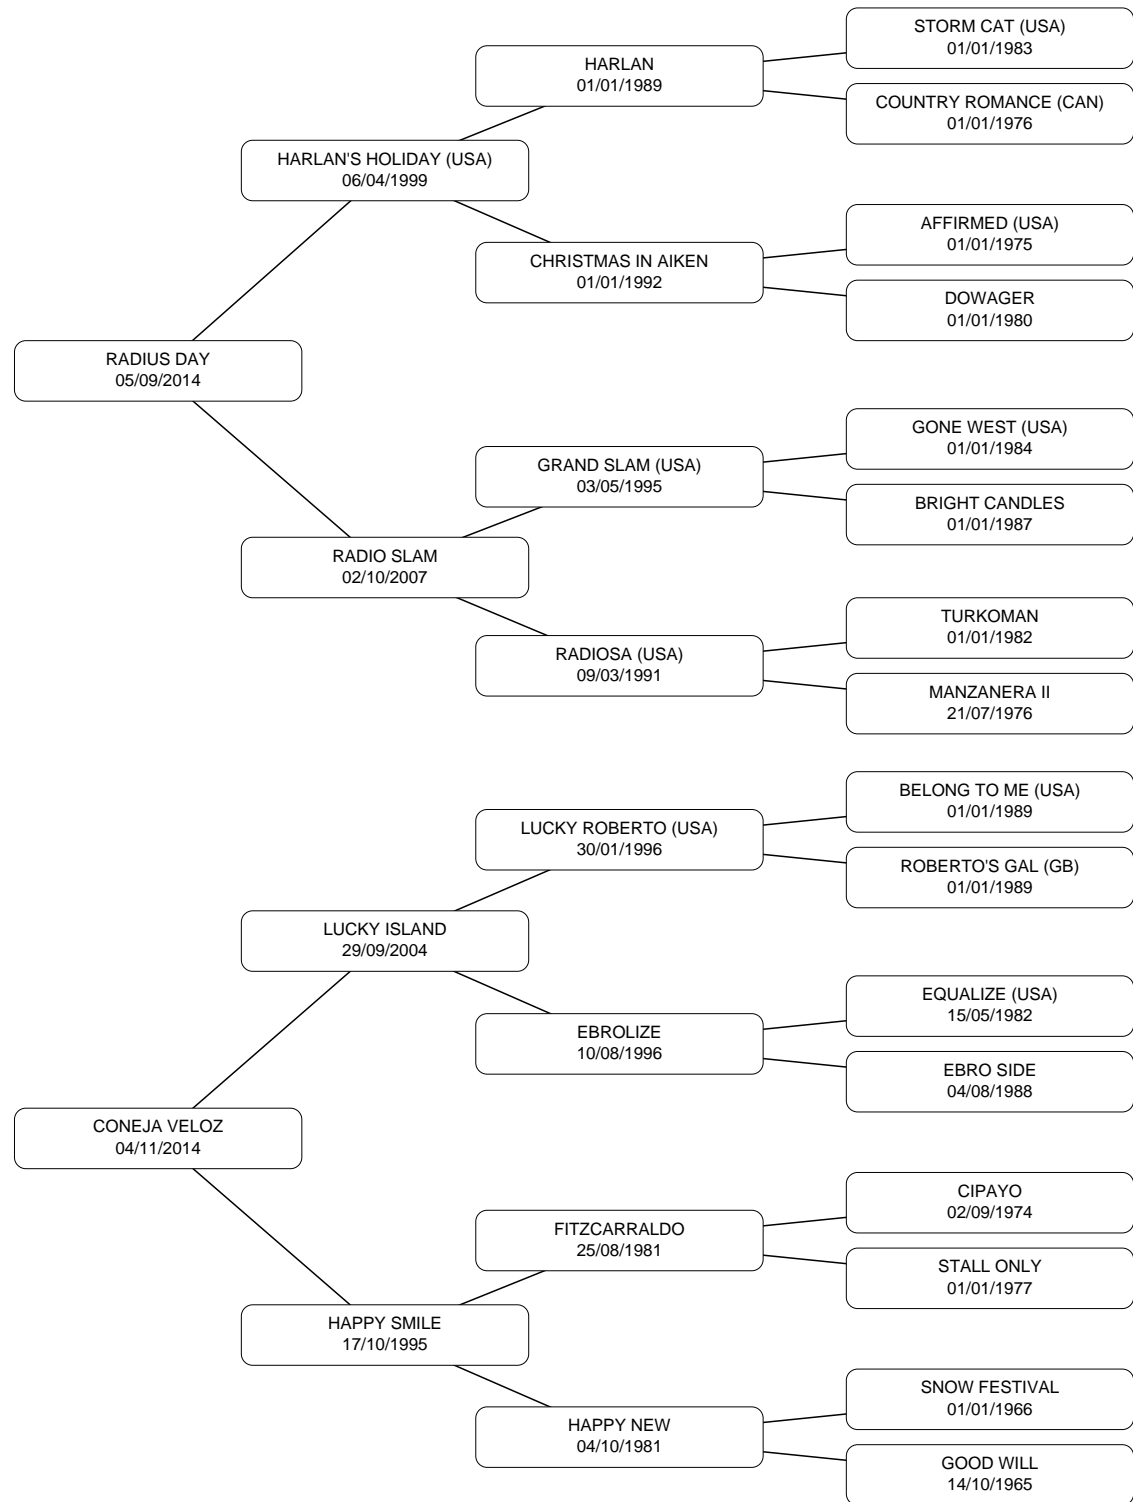 STORM CAT (USA)
01/01/1983
HARLAN
01/01/1989
COUNTRY ROMANCE (CAN)
01/01/1976
HARLAN'S HOLIDAY (USA)
06/04/1999
AFFIRMED (USA)
01/01/1975
CHRISTMAS IN AIKEN
01/01/1992
DOWAGER
01/01/1980
RADIUS DAY
05/09/2014
GONE WEST (USA)
01/01/1984
GRAND SLAM (USA)
03/05/1995
BRIGHT CANDLES
01/01/1987
RADIO SLAM
02/10/2007
TURKOMAN
01/01/1982
RADIOSA (USA)
09/03/1991
MANZANERA II
21/07/1976
BELONG TO ME (USA)
01/01/1989
LUCKY ROBERTO (USA)
30/01/1996
ROBERTO'S GAL (GB)
01/01/1989
LUCKY ISLAND
29/09/2004
EQUALIZE (USA)
15/05/1982
EBROLIZE
10/08/1996
EBRO SIDE
04/08/1988
CONEJA VELOZ
04/11/2014
CIPAYO
02/09/1974
FITZCARRALDO
25/08/1981
STALL ONLY
01/01/1977
HAPPY SMILE
17/10/1995
SNOW FESTIVAL
01/01/1966
HAPPY NEW
04/10/1981
GOOD WILL
14/10/1965